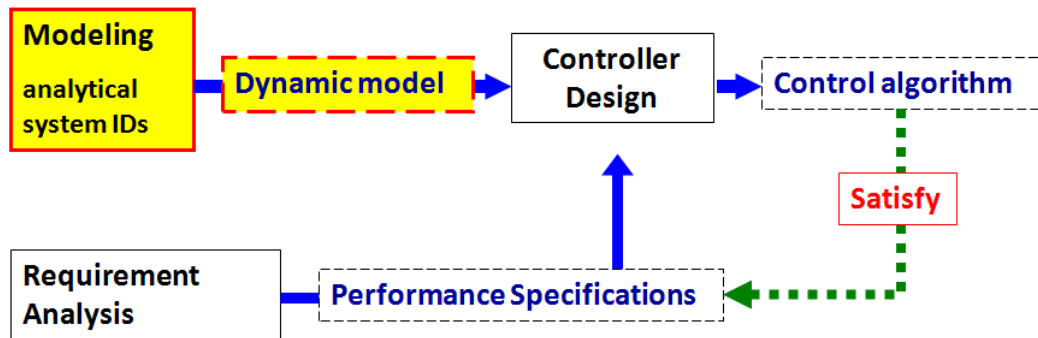 Modeling
analytical
system IDs
Dynamic model
Controller
Design
Control algorithm
Satisfy
Requirement
Analysis
Performance Specifications